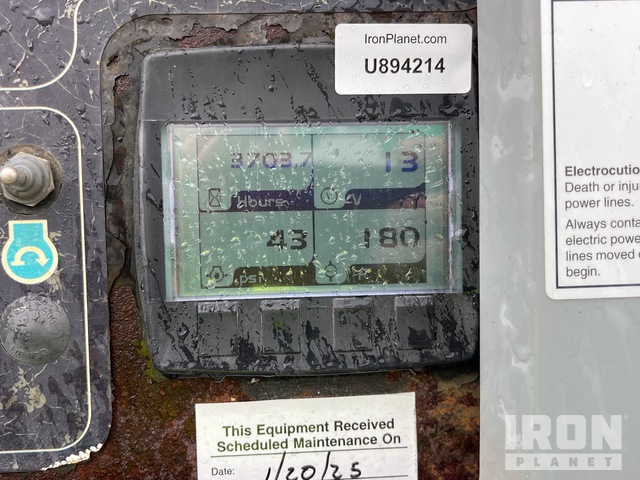 IronPlanet.com
U894214
3703.7
13
Hours
V
43
180
psi
Electrocution
Death or inju
power lines.
Always conta
electric power
lines moved o
begin.
This Equipment Received
Scheduled Maintenance On
Date: 1/20/25
IRON
PLANET